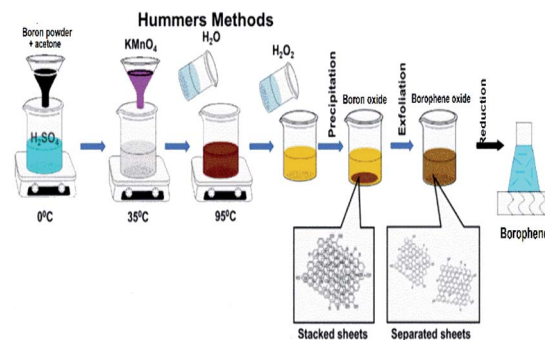 Hummers Methods
Boron powder
+ acetone
KMnO4
H2O
H2O2
H2SO4
Precipitation
Boron oxide
Exfoliation
Borophene oxide
Reduction
0⁰C
35⁰C
95⁰C
Borophene
Stacked sheets
Separated sheets